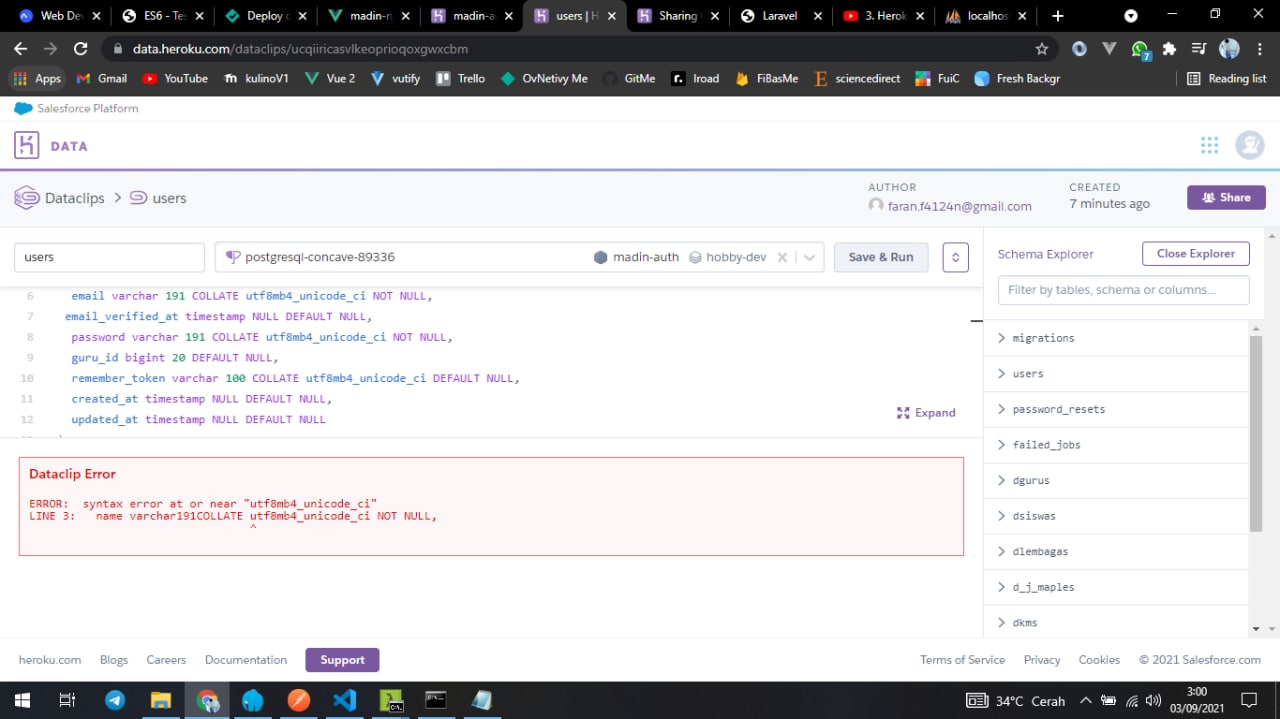 Web De
ES6 - Te
Deploy c
madin-n
madin-a
users | H
Sharing
Laravel
3. Herok
localhos
data.heroku.com/dataclips/ucqiiricasvlkeoprioqoxgwxcbm
7
Apps
Gmail
YouTube
kulinoV1
Vue 2
vutify
Trello
OvNetivy Me
GitMe
Iroad
FiBasMe
sciencedirect
FuiC
Fresh Backgr
Reading list
Salesforce Platform
DATA
Dataclips > users
AUTHOR
faran.f4124n@gmail.com
CREATED
7 minutes ago
Share
users
postgresql-concave-89336
madin-auth
hobby-dev
Save & Run
6 email varchar 191 COLLATE utf8mb4_unicode_ci NOT NULL,
7 email_verified_at timestamp NULL DEFAULT NULL,
8 password varchar 191 COLLATE utf8mb4_unicode_ci NOT NULL,
9 guru_id bigint 20 DEFAULT NULL,
10 remember_token varchar 100 COLLATE utf8mb4_unicode_ci DEFAULT NULL,
11 created_at timestamp NULL DEFAULT NULL,
12 updated_at timestamp NULL DEFAULT NULL
Expand
Dataclip Error
ERROR: syntax error at or near "utf8mb4_unicode_ci"
LINE 3: name varchar191COLLATE utf8mb4_unicode_ci NOT NULL,
^
Schema Explorer
Close Explorer
Filter by tables, schema or columns...
migrations
users
password_resets
failed_jobs
dgurus
dsiswas
dlembagas
d_j_maples
dkms
heroku.com
Blogs
Careers
Documentation
Support
Terms of Service
Privacy
Cookies
© 2021 Salesforce.com
34°C Cerah
3:00
03/09/2021